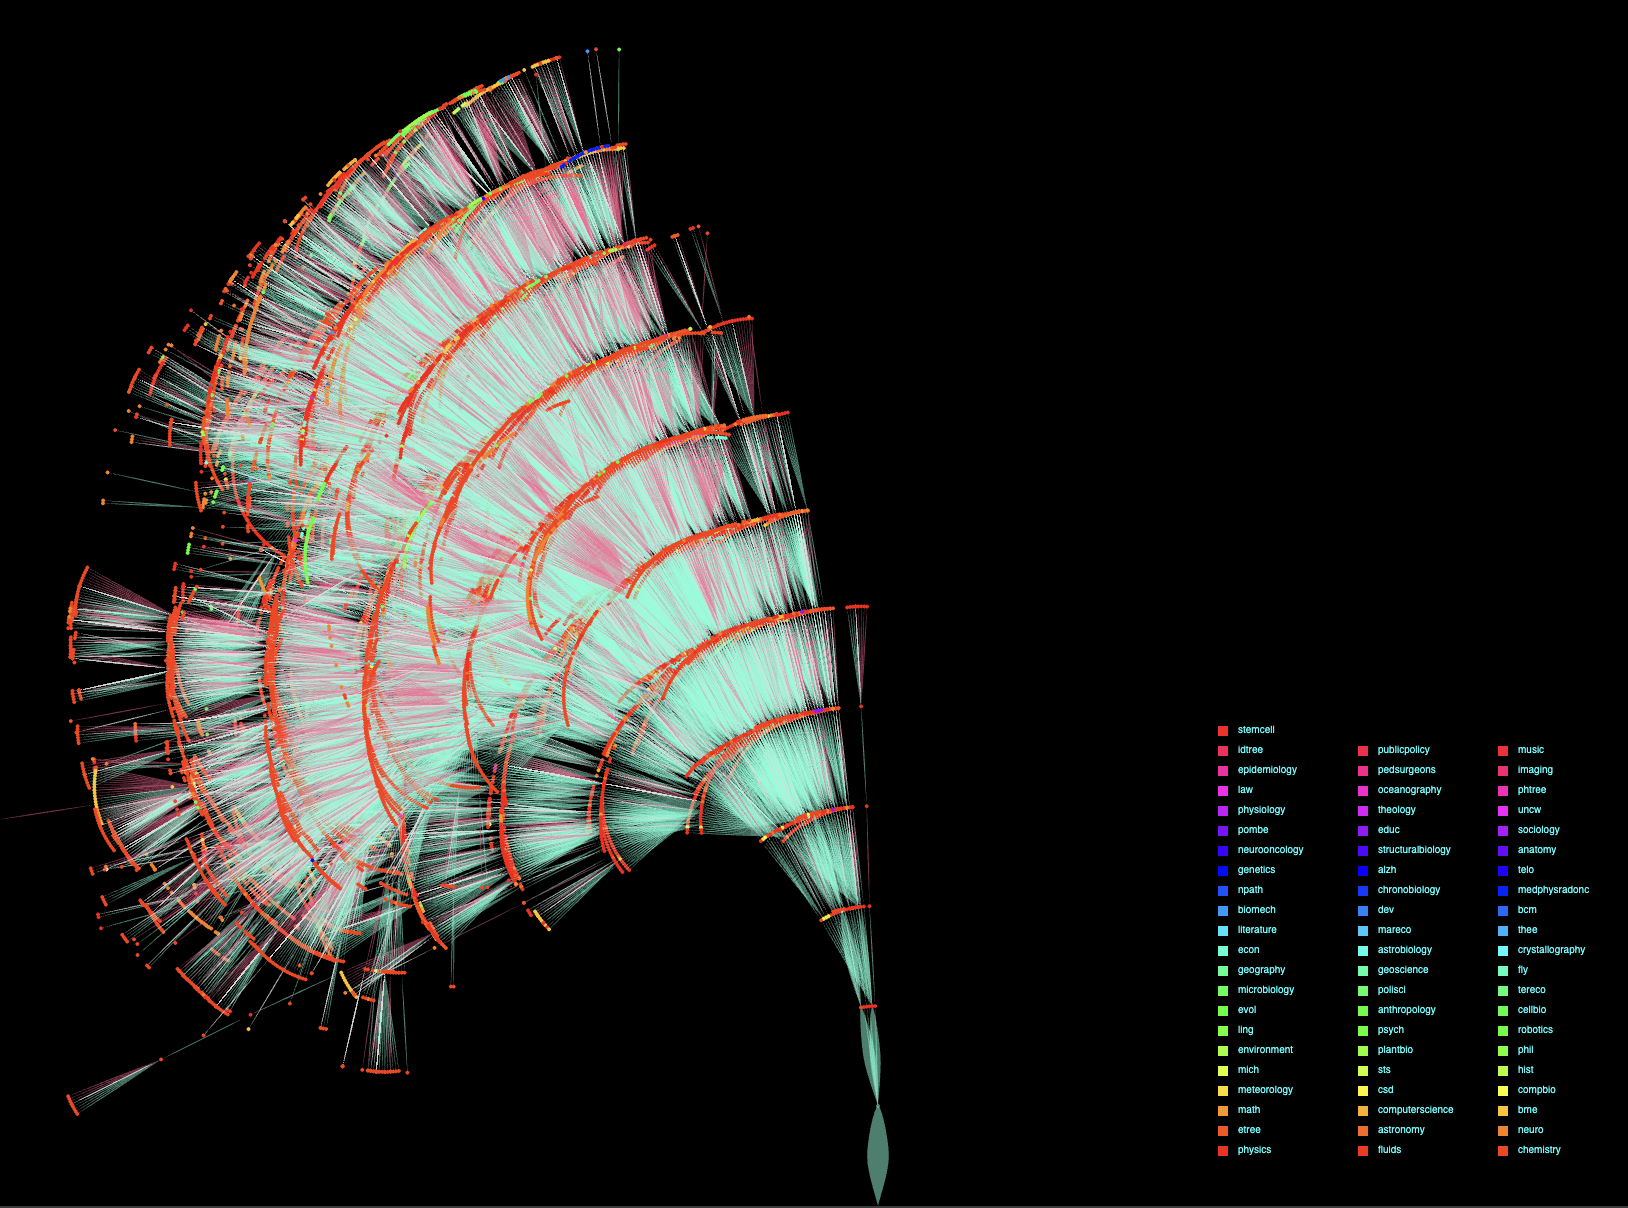 stemcell
idtree publicpolicy music
epidemiology pedsurgeons imaging
law oceanography phtree
physiology theology uncw
pombe educ sociology
neurooncology structuralbiology anatomy
genetics alzh telo
npath chronobiology medphysradonc
biomech dev bcm
literature mareco thee
econ astrobiology crystallography
geography geoscience fly
microbiology polisci tereco
evol anthropology cellbio
ling psych robotics
environment plantbio phil
mich sts hist
meteorology csd compbio
math computerscience bme
etree astronomy neuro
physics fluids chemistry